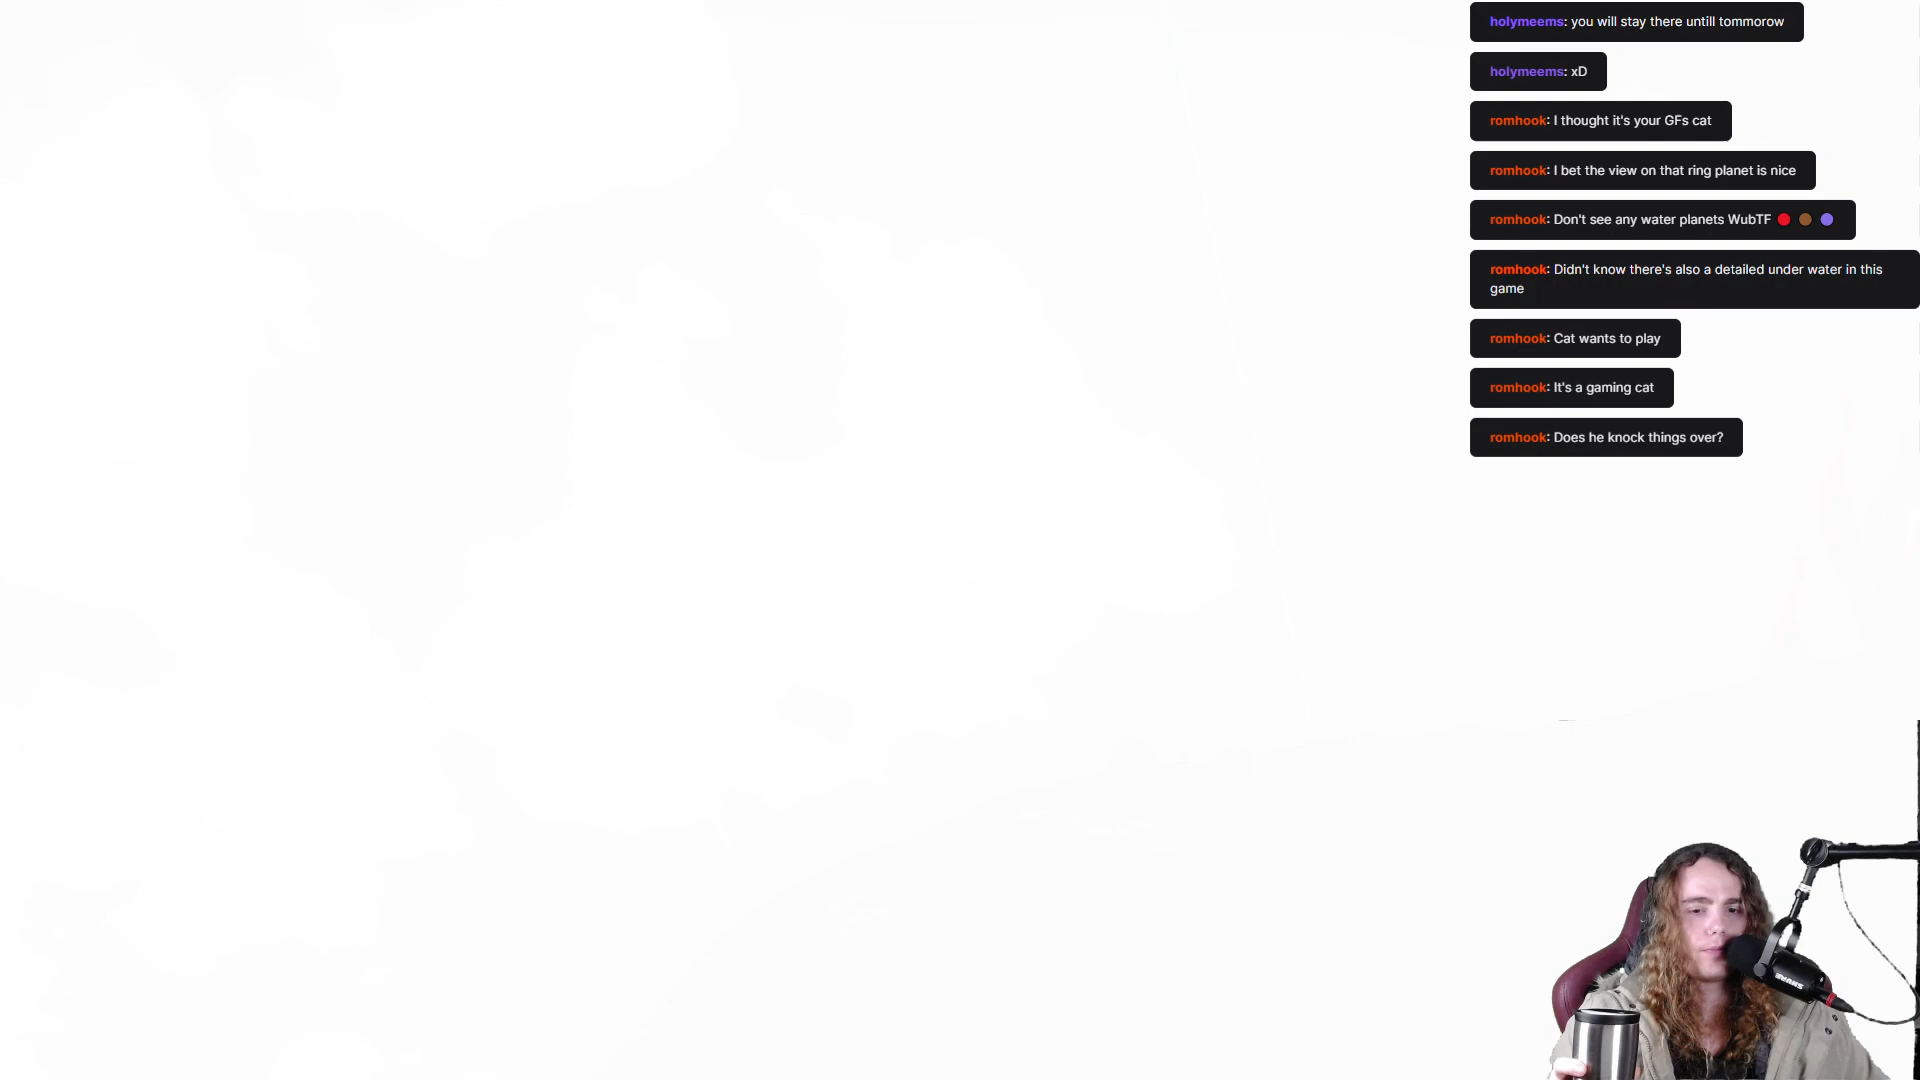 holymeems: you will stay there untill tommorow
holymeems: xD
romhook: I thought it's your GFs cat
romhook: I bet the view on that ring planet is nice
romhook: Don't see any water planets WubTF
romhook: Didn't know there's also a detailed under water in this
game
romhook: Cat wants to play
romhook: It's a gaming cat
romhook: Does he knock things over?
SHURE